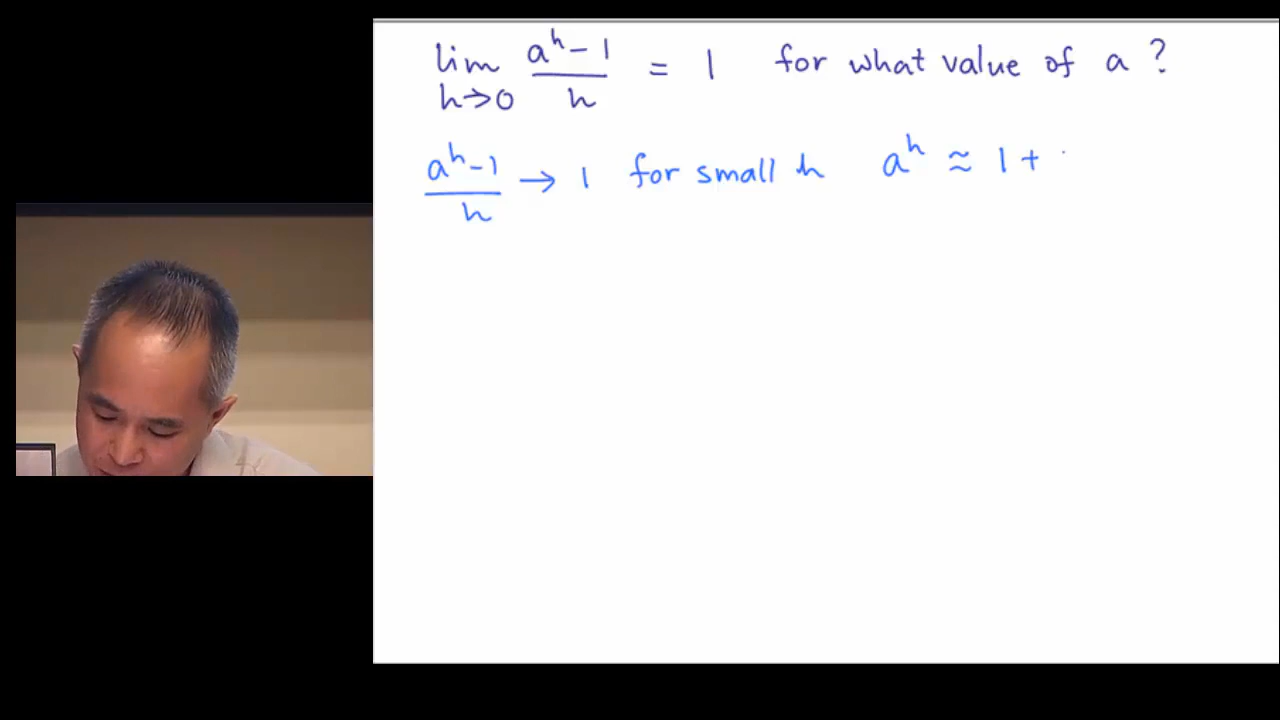 lim h→0 (a^h - 1)/h = 1 for what value of a ?
(a^h - 1)/h → 1 for small h a^h ≈ 1 +